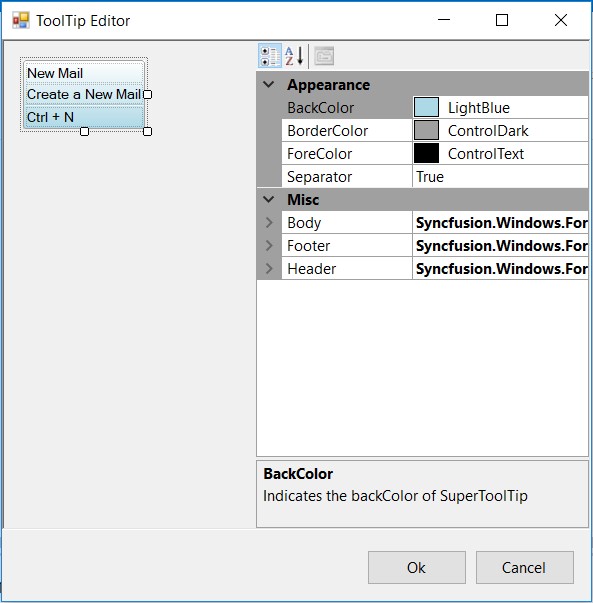 ToolTip Editor
New Mail
Create a New Mail
Ctrl + N
A
Z
Appearance
BackColor LightBlue
BorderColor ControlDark
ForeColor ControlText
Separator True
Misc
Body Syncfusion.Windows.For
Footer Syncfusion.Windows.For
Header Syncfusion.Windows.For
BackColor
Indicates the backColor of SuperToolTip
Ok Cancel